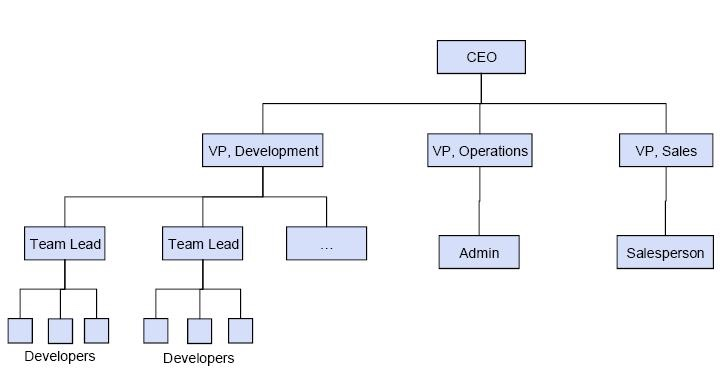 CEO
VP, Development
VP, Operations
VP, Sales
Team Lead
Team Lead
...
Admin
Salesperson
Developers
Developers